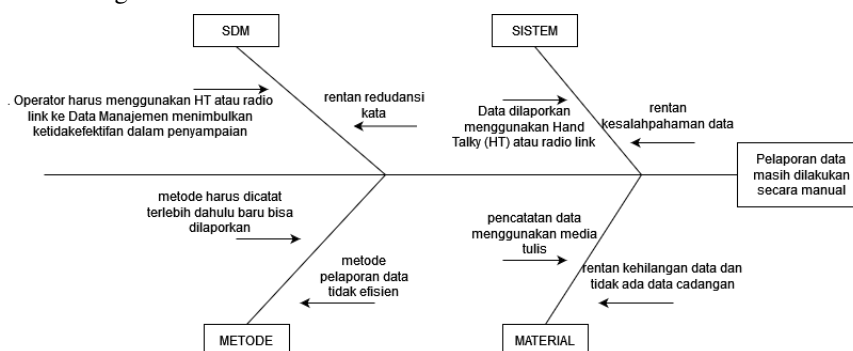 SDM
SISTEM
. Operator harus menggunakan HT atau radio
link ke Data Manajemen menimbulkan
ketidakefektifan dalam penyampaian
rentan redudansi
kata
Data dilaporkan
menggunakan Hand
Talky (HT) atau radio link
rentan
kesalahpahaman data
Pelaporan data
masih dilakukan
secara manual
metode harus dicatat
terlebih dahulu baru bisa
dilaporkan
metode
pelaporan data
tidak efisien
pencatatan data
menggunakan media
tulis
rentan kehilangan data dan
tidak ada data cadangan
METODE
MATERIAL